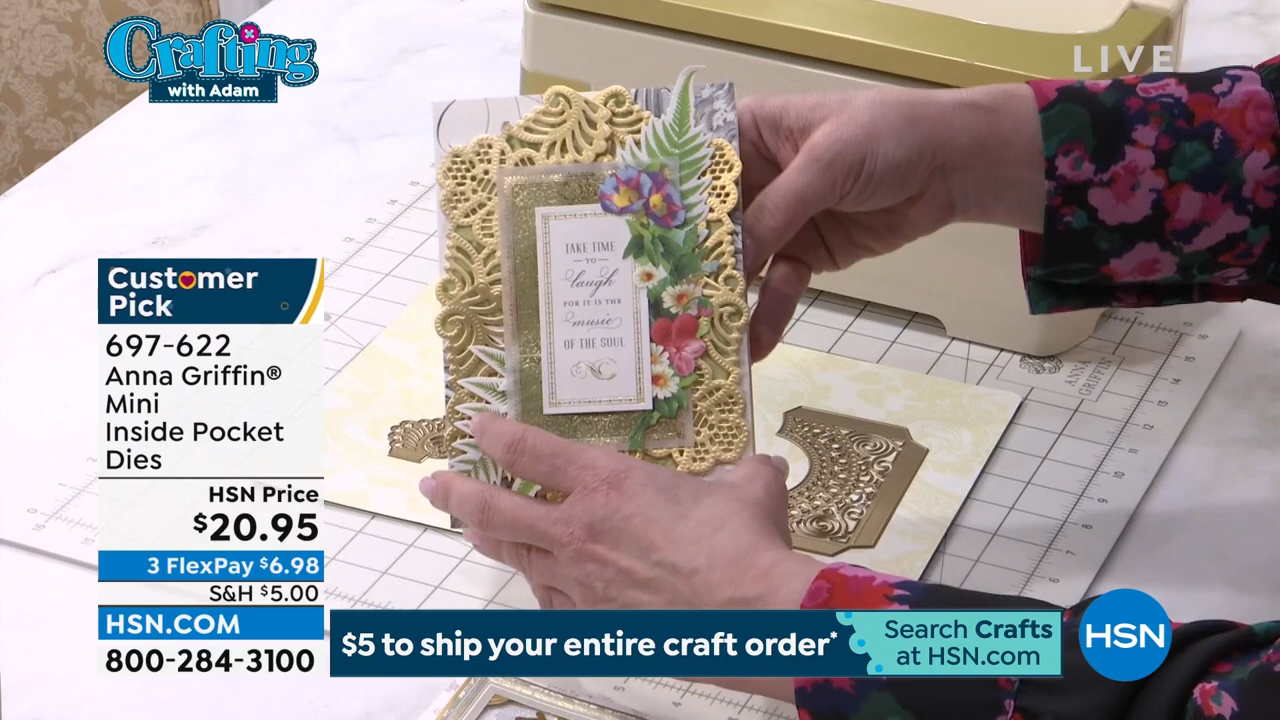 Crafting
with Adam
LIVE
Customer
Pick
697-622
Anna Griffin®
Mini
Inside Pocket
Dies
HSN Price
$20.95
3 FlexPay $6.98
S&H $5.00
HSN.COM
800-284-3100
TAKE TIME
TO
laugh
FOR IT IS THE
music
OF THE SOUL
ANNA
GRIFFIN
$5 to ship your entire craft order*
Search Crafts
at HSN.com
HSN